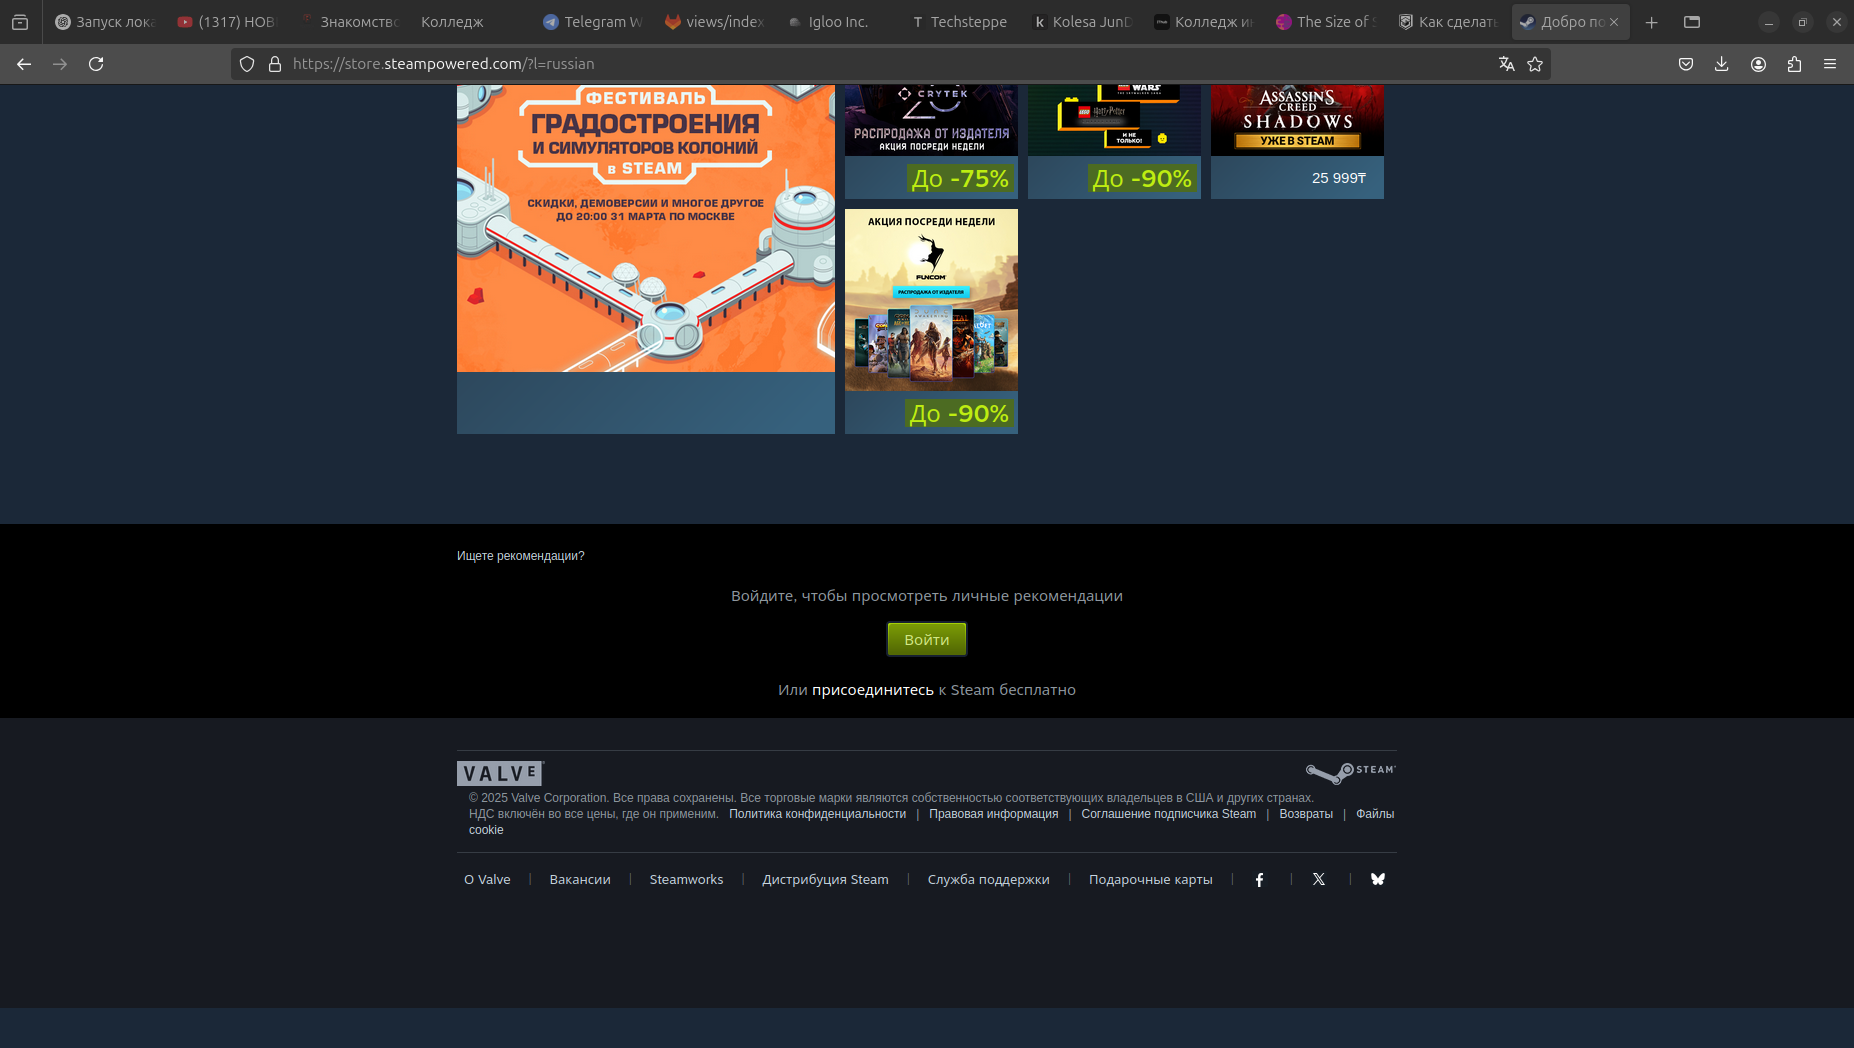 Запуск лока
(1317) НОВ
Знакомство
Колледж
Telegram W
views/index
Igloo Inc.
Techsteppe
Kolesa JunD
Колледж ин
The Size of S
Как сделать
Добро по
https://store.steampowered.com/?l=russian
ФЕСТИВАЛЬ
ГРАДОСТРОЕНИЯ
И СИМУЛЯТОРОВ КОЛОНИЙ
в STEAM
СКИДКИ, ДЕМОВЕРСИИ И МНОГОЕ ДРУГОЕ
ДО 20:00 31 МАРТА ПО МОСКВЕ
CRYTEK
20
РАСПРОДАЖА ОТ ИЗДАТЕЛЯ
АКЦИЯ ПОСРЕДИ НЕДЕЛИ
До -75%
WARS
LEGO Harry Potter
И НЕ
ТОЛЬКО!
До -90%
ASSASSIN'S
CREED
SHADOWS
УЖЕ В STEAM
25 999₸
АКЦИЯ ПОСРЕДИ НЕДЕЛИ
FUNCOM
РАСПРОДАЖА ОТ ИЗДАТЕЛЯ
До -90%
Ищете рекомендации?
Войдите, чтобы просмотреть личные рекомендации
Войти
Или присоединитесь к Steam бесплатно
VALVE
STEAM
© 2025 Valve Corporation. Все права сохранены. Все торговые марки являются собственностью соответствующих владельцев в США и других странах.
НДС включён во все цены, где он применим. Политика конфиденциальности | Правовая информация | Соглашение подписчика Steam | Возвраты | Файлы
cookie
О Valve | Вакансии | Steamworks | Дистрибуция Steam | Служба поддержки | Подарочные карты